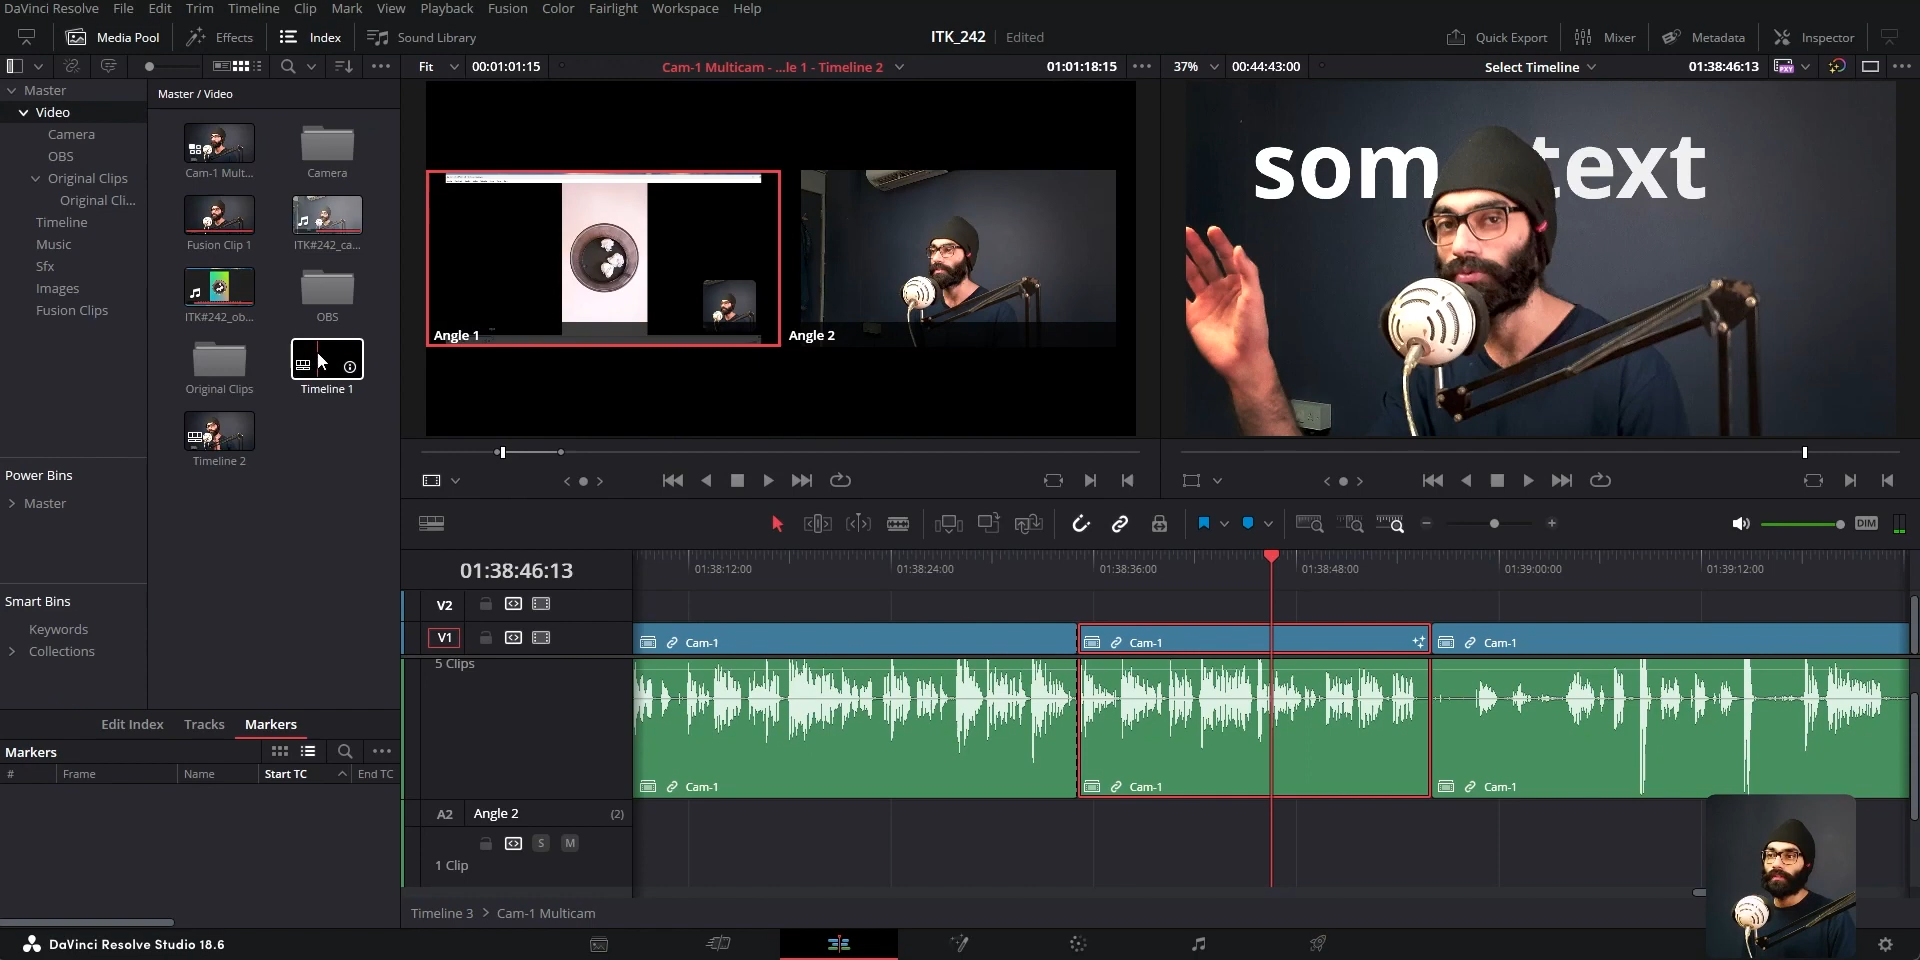 DaVinci Resolve File Edit Trim Timeline Clip Mark View Playback Fusion Color Fairlight Workspace Help
Media Pool Effects Index Sound Library
ITK_242 Edited
Quick Export Mixer Metadata Inspector
Fit 00:01:01:15 Cam-1 Multicam - ...le 1 - Timeline 2 01:01:18:15
37% 00:44:43:00 Select Timeline 01:38:46:13
Master
Video
Camera
OBS
Original Clips
Original Cli...
Timeline
Music
Sfx
Images
Fusion Clips
Master / Video
Cam-1 Mult... Camera
Fusion Clip 1 ITK#242_ca...
ITK#242_ob... OBS
Original Clips Timeline 1
Timeline 2
Angle 1 Angle 2
som text
Power Bins
Master
Smart Bins
Keywords
Collections
Edit Index Tracks Markers
Markers
# Frame Name Start TC End TC
DIM
01:38:46:13
01:38:12:00 01:38:24:00 01:38:36:00 01:38:48:00 01:39:00:00 01:39:12:00
V2
V1 Cam-1 Cam-1 Cam-1
5 Clips
Cam-1 Cam-1 Cam-1
A2 Angle 2 (2)
S M
1 Clip
Timeline 3 > Cam-1 Multicam
DaVinci Resolve Studio 18.6